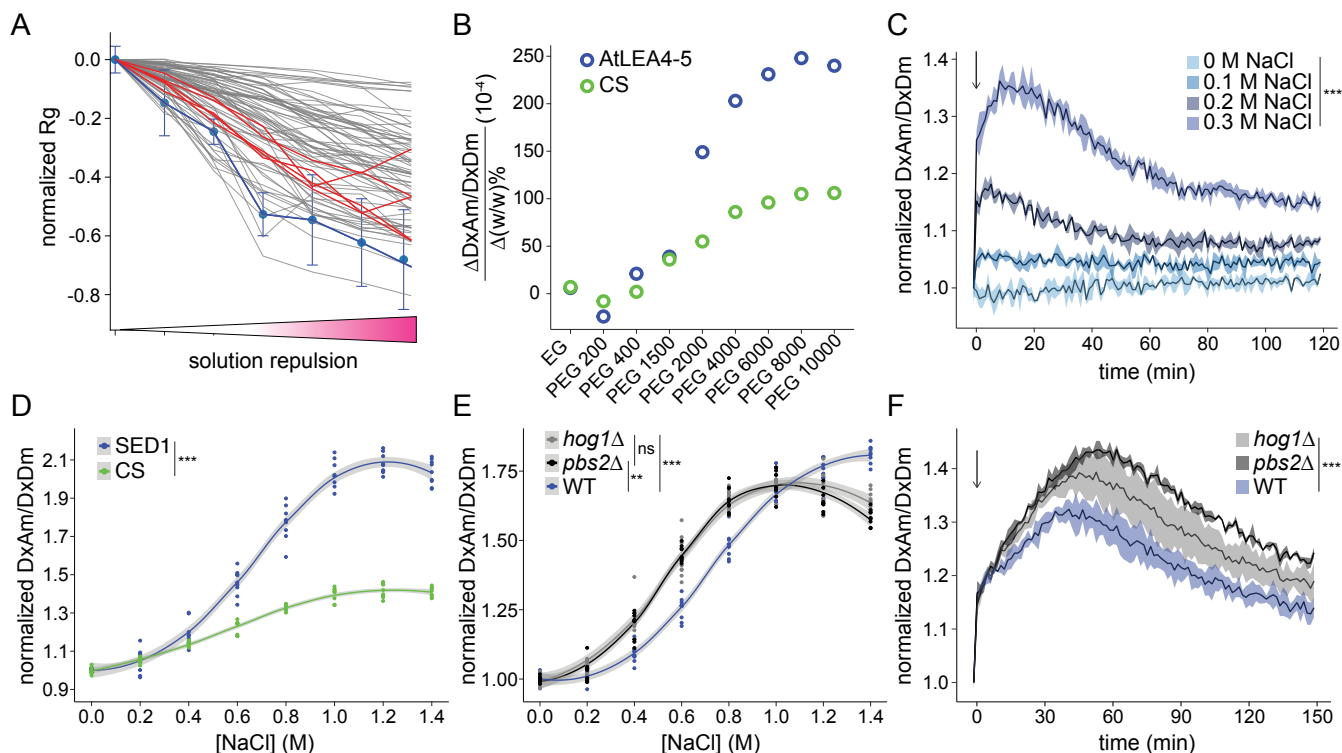 A
0.0
-0.2
-0.4
-0.6
-0.8
normalized Rg
solution repulsion
B
AtLEA4-5
CS
250
200
150
100
50
0
ΔDxAm/DxDm
Δ(w/w)%
(10⁻⁴)
EG
PEG 200
PEG 400
PEG 1500
PEG 2000
PEG 4000
PEG 6000
PEG 8000
PEG 10000
C
0 M NaCl
0.1 M NaCl
0.2 M NaCl
0.3 M NaCl
***
1.4
1.3
1.2
1.1
1.0
normalized DxAm/DxDm
0 20 40 60 80 100 120
time (min)
D
SED1
CS
***
2.1
1.9
1.7
1.5
1.3
1.1
0.9
normalized DxAm/DxDm
0.0 0.2 0.4 0.6 0.8 1.0 1.2 1.4
[NaCl] (M)
E
hog1Δ
pbs2Δ
WT
ns
**
***
1.75
1.50
1.25
1.00
normalized DxAm/DxDm
0.0 0.2 0.4 0.6 0.8 1.0 1.2 1.4
[NaCl] (M)
F
hog1Δ
pbs2Δ
WT
***
1.4
1.3
1.2
1.1
1.0
normalized DxAm/DxDm
0 30 60 90 120 150
time (min)